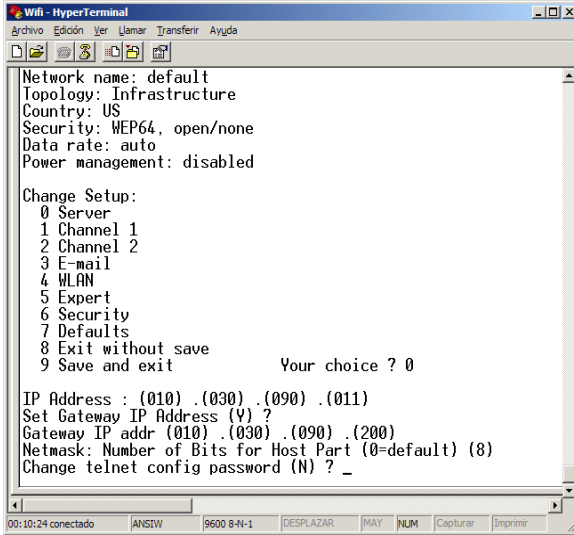 Wifi - HyperTerminal
Archivo Edición Ver Llamar Transferir Ayuda
Network name: default
Topology: Infrastructure
Country: US
Security: WEP64, open/none
Data rate: auto
Power management: disabled
Change Setup:
0 Server
1 Channel 1
2 Channel 2
3 E-mail
4 WLAN
5 Expert
6 Security
7 Defaults
8 Exit without save
9 Save and exit Your choice ? 0
IP Address : (010) .(030) .(090) .(011)
Set Gateway IP Address (Y) ?
Gateway IP addr (010) .(030) .(090) .(200)
Netmask: Number of Bits for Host Part (0=default) (8)
Change telnet config password (N) ? _
00:10:24 conectado ANSIW 9600 8-N-1 DESPLAZAR MAY NUM Capturar Imprimir